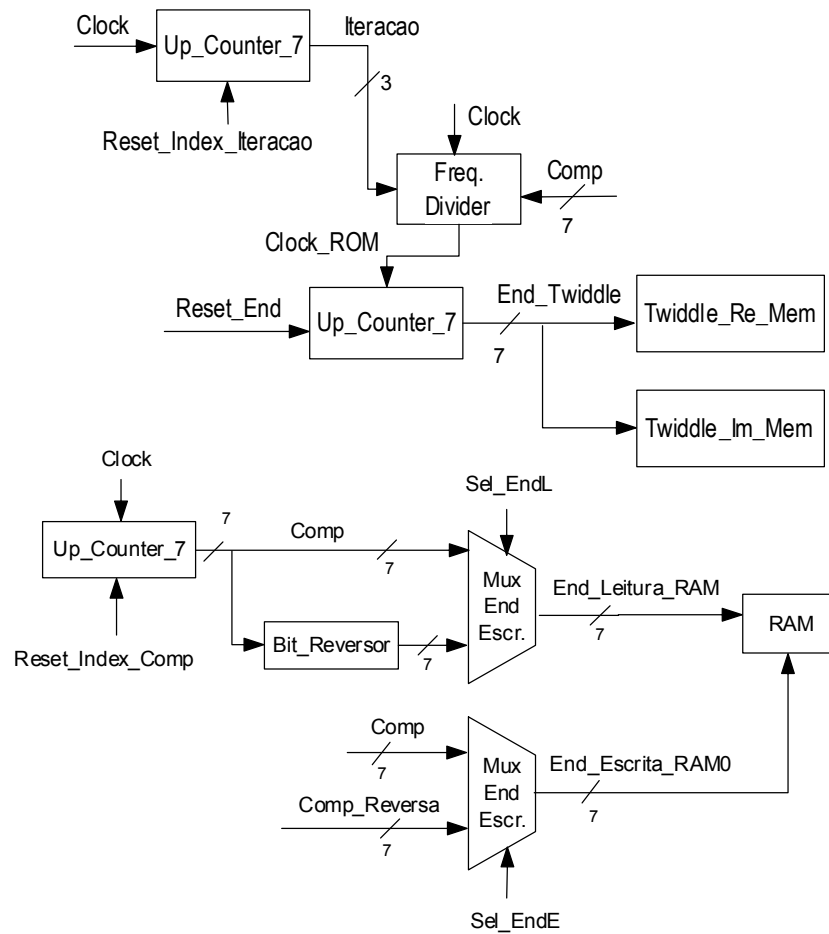 Clock
Up_Counter_7
Iteracao
3
Reset_Index_Iteracao
Clock
Freq.
Divider
Comp
7
Clock_ROM
Reset_End
Up_Counter_7
End_Twiddle
7
Twiddle_Re_Mem
Twiddle_Im_Mem
Clock
Up_Counter_7
7
Reset_Index_Comp
Comp
7
Bit_Reversor
7
Sel_EndL
Mux
End
Escr.
End_Leitura_RAM
7
RAM
Comp
7
Comp_Reversa
7
Mux
End
Escr.
End_Escrita_RAM0
7
Sel_EndE